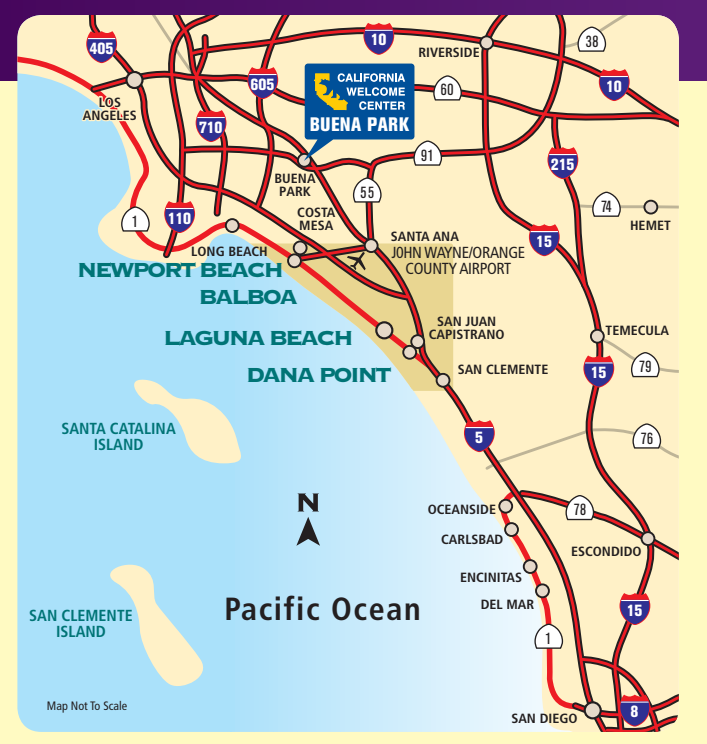 405
10
38
RIVERSIDE
CALIFORNIA
WELCOME
CENTER
BUENA PARK
605
60
10
LOS
ANGELES
710
91
215
BUENA
PARK
55
74
HEMET
1
110
COSTA
MESA
15
LONG BEACH
SANTA ANA
JOHN WAYNE/ORANGE
COUNTY AIRPORT
NEWPORT BEACH
BALBOA
LAGUNA BEACH
SAN JUAN
CAPISTRANO
TEMECULA
DANA POINT
SAN CLEMENTE
15
79
SANTA CATALINA
ISLAND
5
76
N
OCEANSIDE
78
CARLSBAD
ESCONDIDO
ENCINITAS
DEL MAR
Pacific Ocean
15
SAN CLEMENTE
ISLAND
1
Map Not To Scale
SAN DIEGO
8